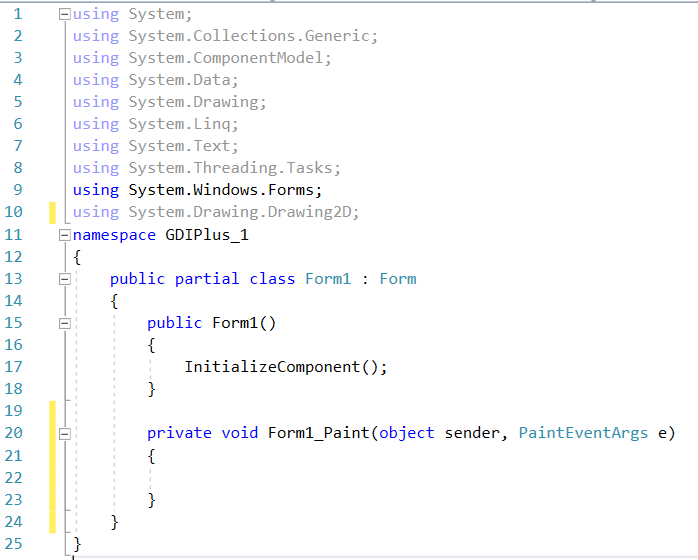 1 using System;
2 using System.Collections.Generic;
3 using System.ComponentModel;
4 using System.Data;
5 using System.Drawing;
6 using System.Linq;
7 using System.Text;
8 using System.Threading.Tasks;
9 using System.Windows.Forms;
10 using System.Drawing.Drawing2D;
11 namespace GDIPlus_1
12 {
13 public partial class Form1 : Form
14 {
15 public Form1()
16 {
17 InitializeComponent();
18 }
19
20 private void Form1_Paint(object sender, PaintEventArgs e)
21 {
22
23 }
24 }
25 }